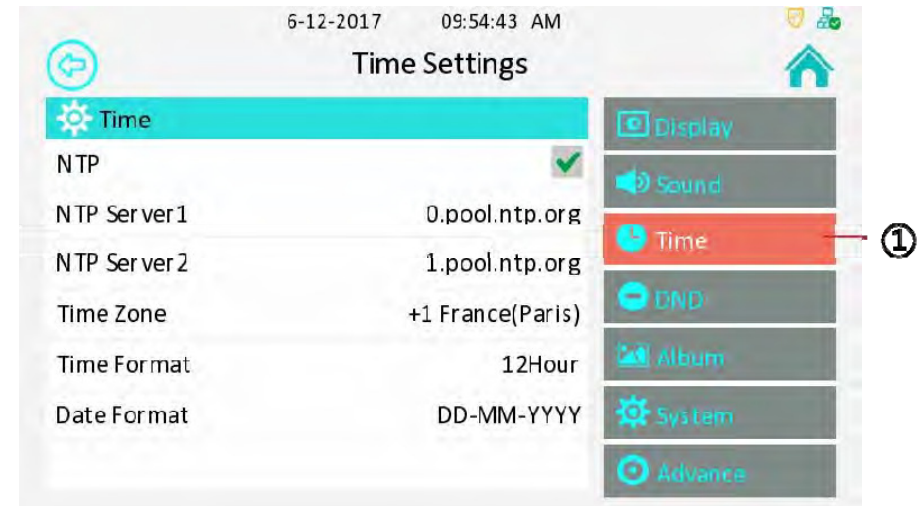 6-12-2017 09:54:43 AM
Time Settings
Time
NTP
NTP Server1 0.pool.ntp.org
NTP Server2 1.pool.ntp.org
Time Zone +1 France(Paris)
Time Format 12Hour
Date Format DD-MM-YYYY
Display
Sound
Time
①
DND
Album
System
Advance